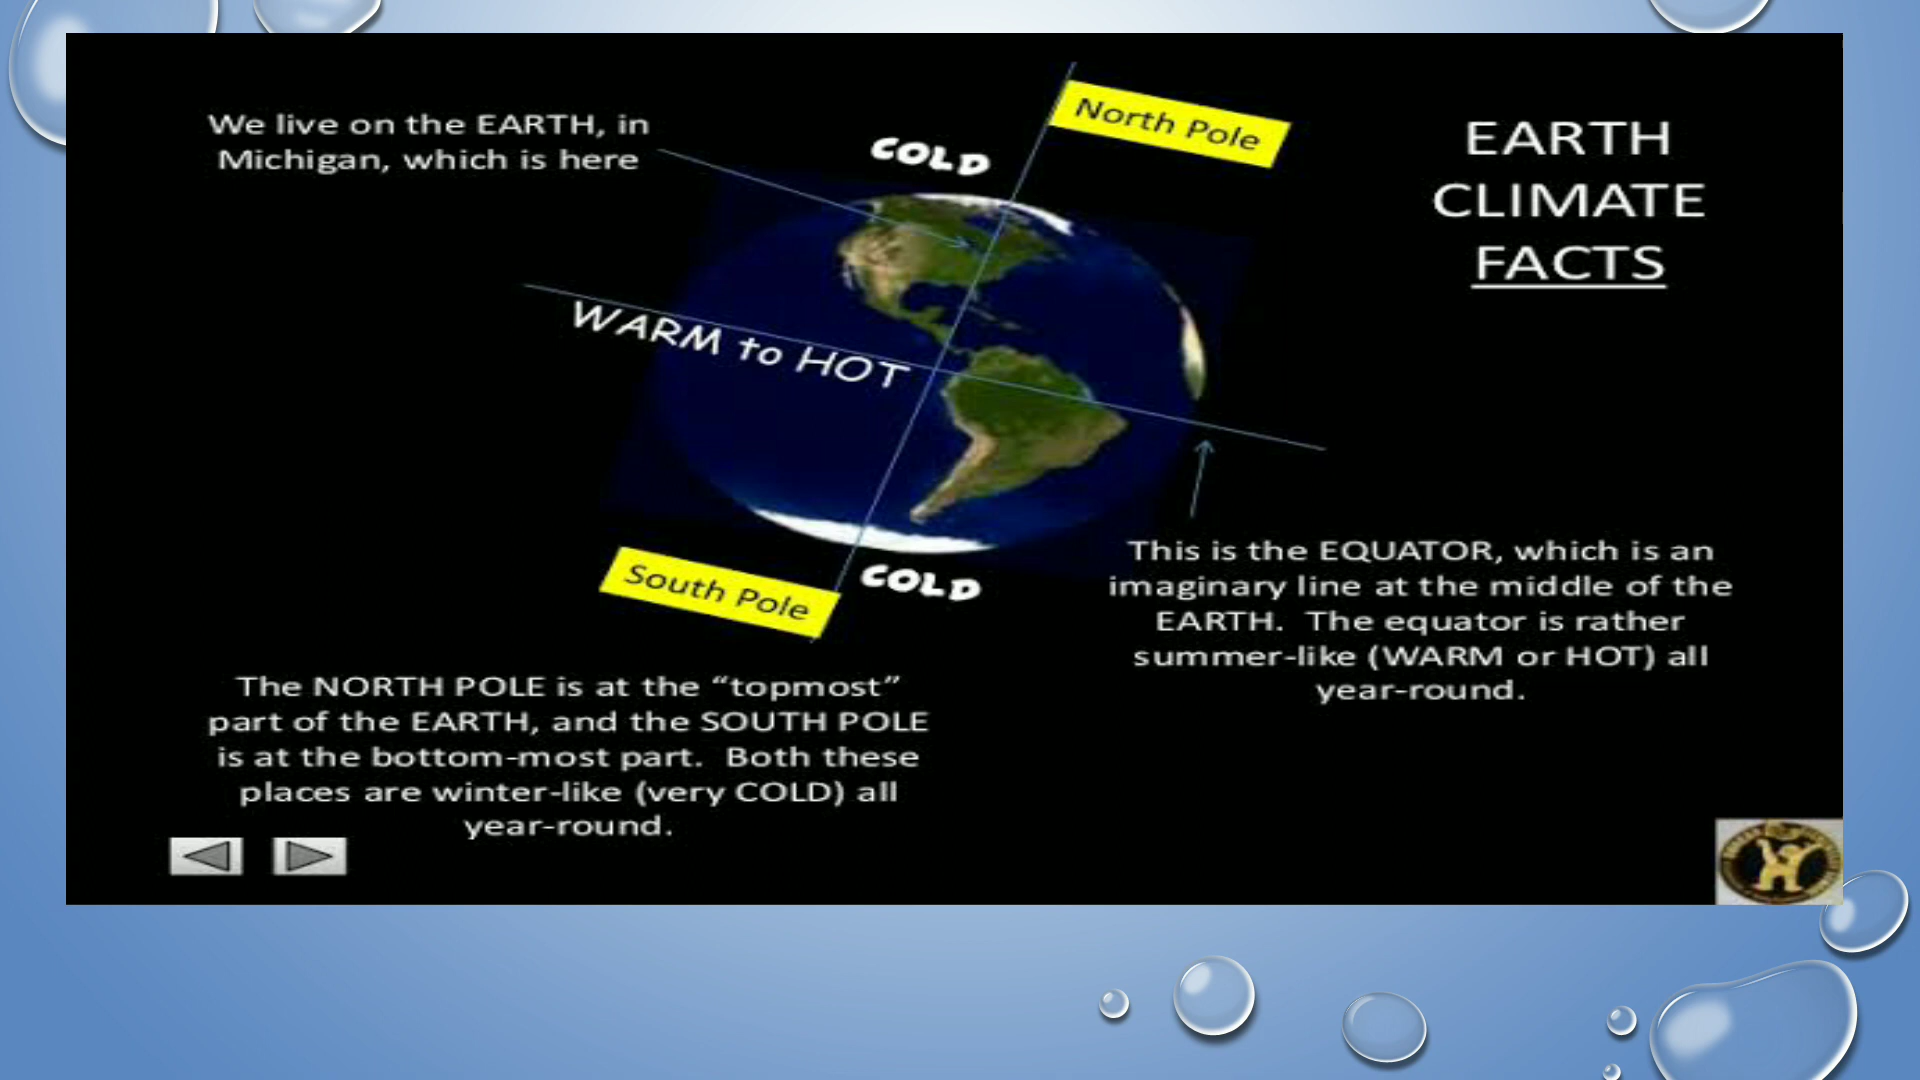 We live on the EARTH, in
Michigan, which is here
COLD
North Pole
EARTH
CLIMATE
FACTS
WARM to HOT
South Pole
COLD
This is the EQUATOR, which is an
imaginary line at the middle of the
EARTH.  The equator is rather
summer-like (WARM or HOT) all
year-round.
The NORTH POLE is at the “topmost”
part of the EARTH, and the SOUTH POLE
is at the bottom-most part.  Both these
places are winter-like (very COLD) all
year-round.